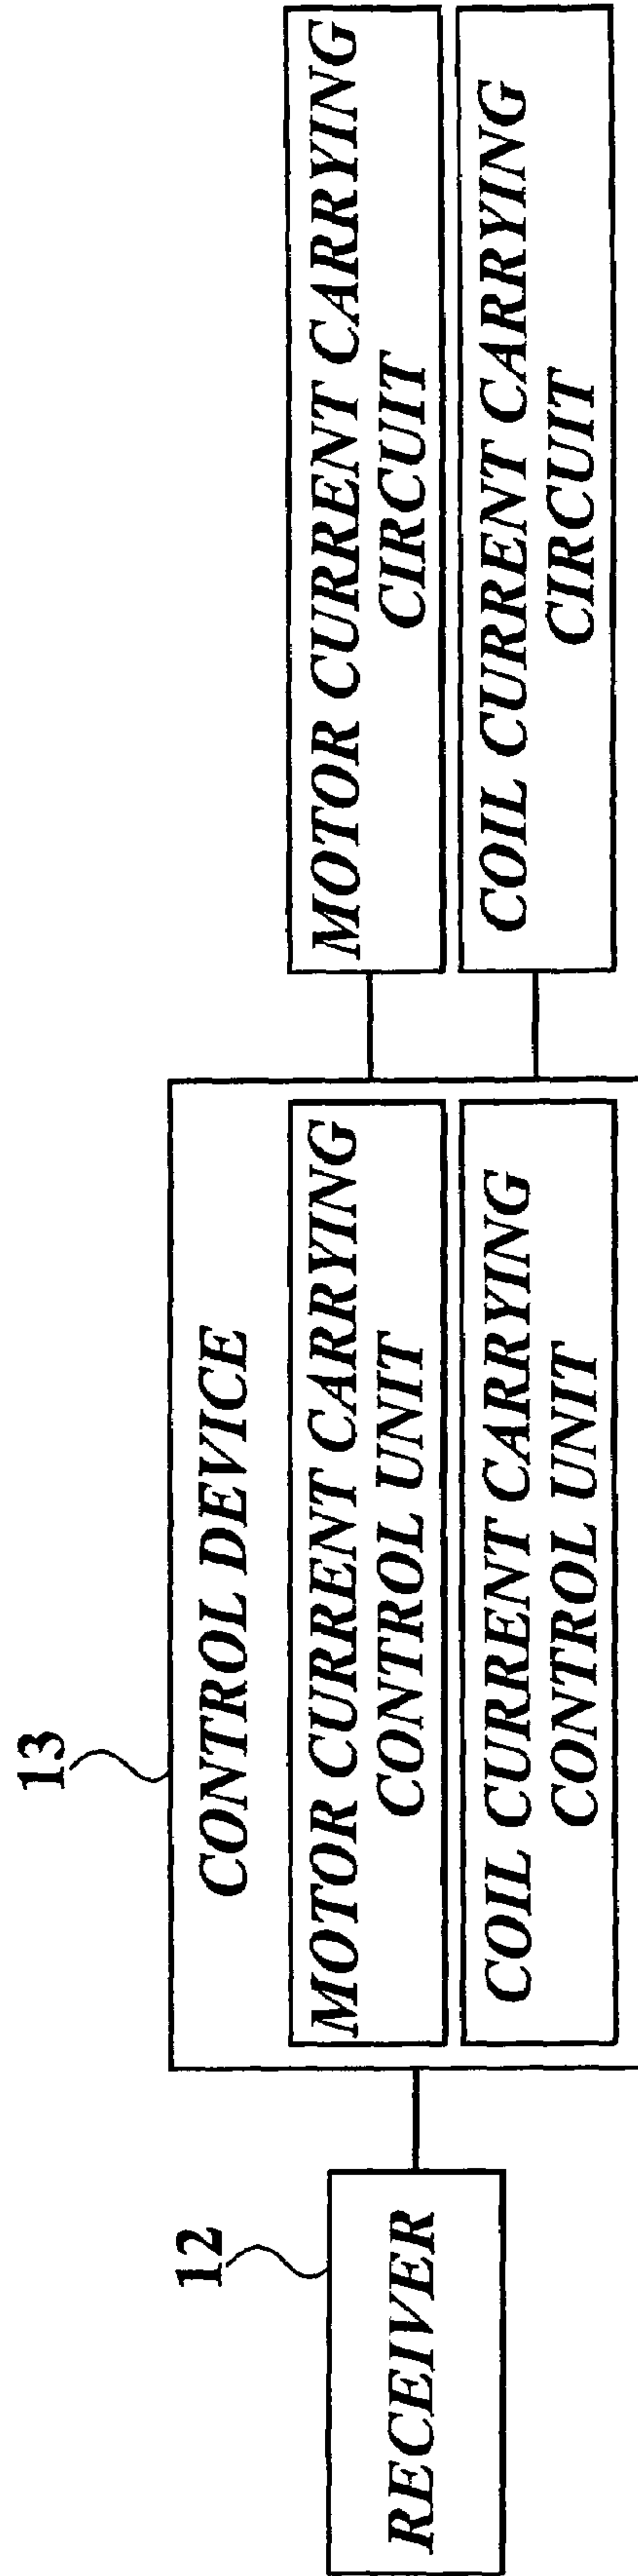 12
RECEIVER
13
CONTROL DEVICE
MOTOR CURRENT CARRYING
CONTROL UNIT
COIL CURRENT CARRYING
CONTROL UNIT
MOTOR CURRENT CARRYING
CIRCUIT
COIL CURRENT CARRYING
CIRCUIT